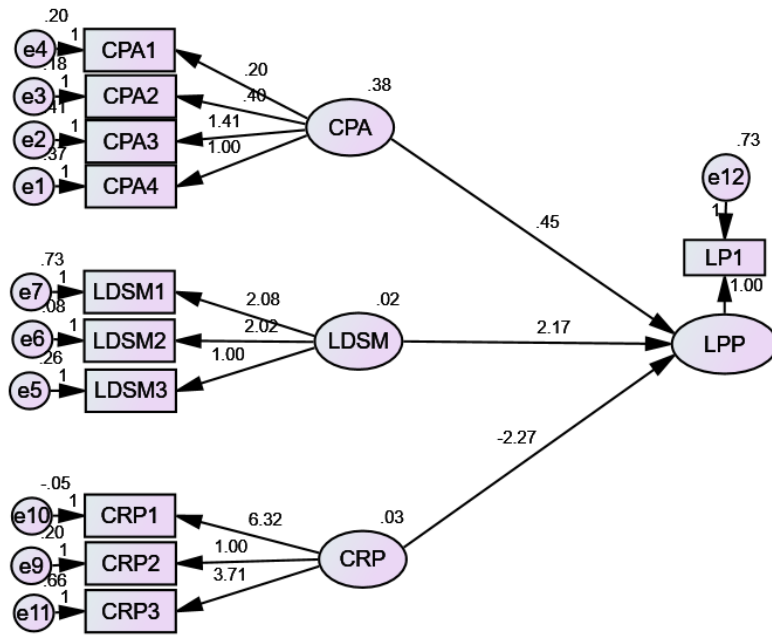 .20
e4 1 CPA1
.18
e3 1 CPA2
.41
e2 1 CPA3
.37
e1 1 CPA4
.20
.40
1.41
1.00
.38
CPA
.45
.73
e12
1
LP1
1.00
.73
e7 1 LDSM1
.08
e6 1 LDSM2
.26
e5 1 LDSM3
2.08
2.02
1.00
.02
LDSM
2.17
LPP
-2.27
-.05
e10 1 CRP1
.20
e9 1 CRP2
.66
e11 1 CRP3
6.32
1.00
3.71
.03
CRP